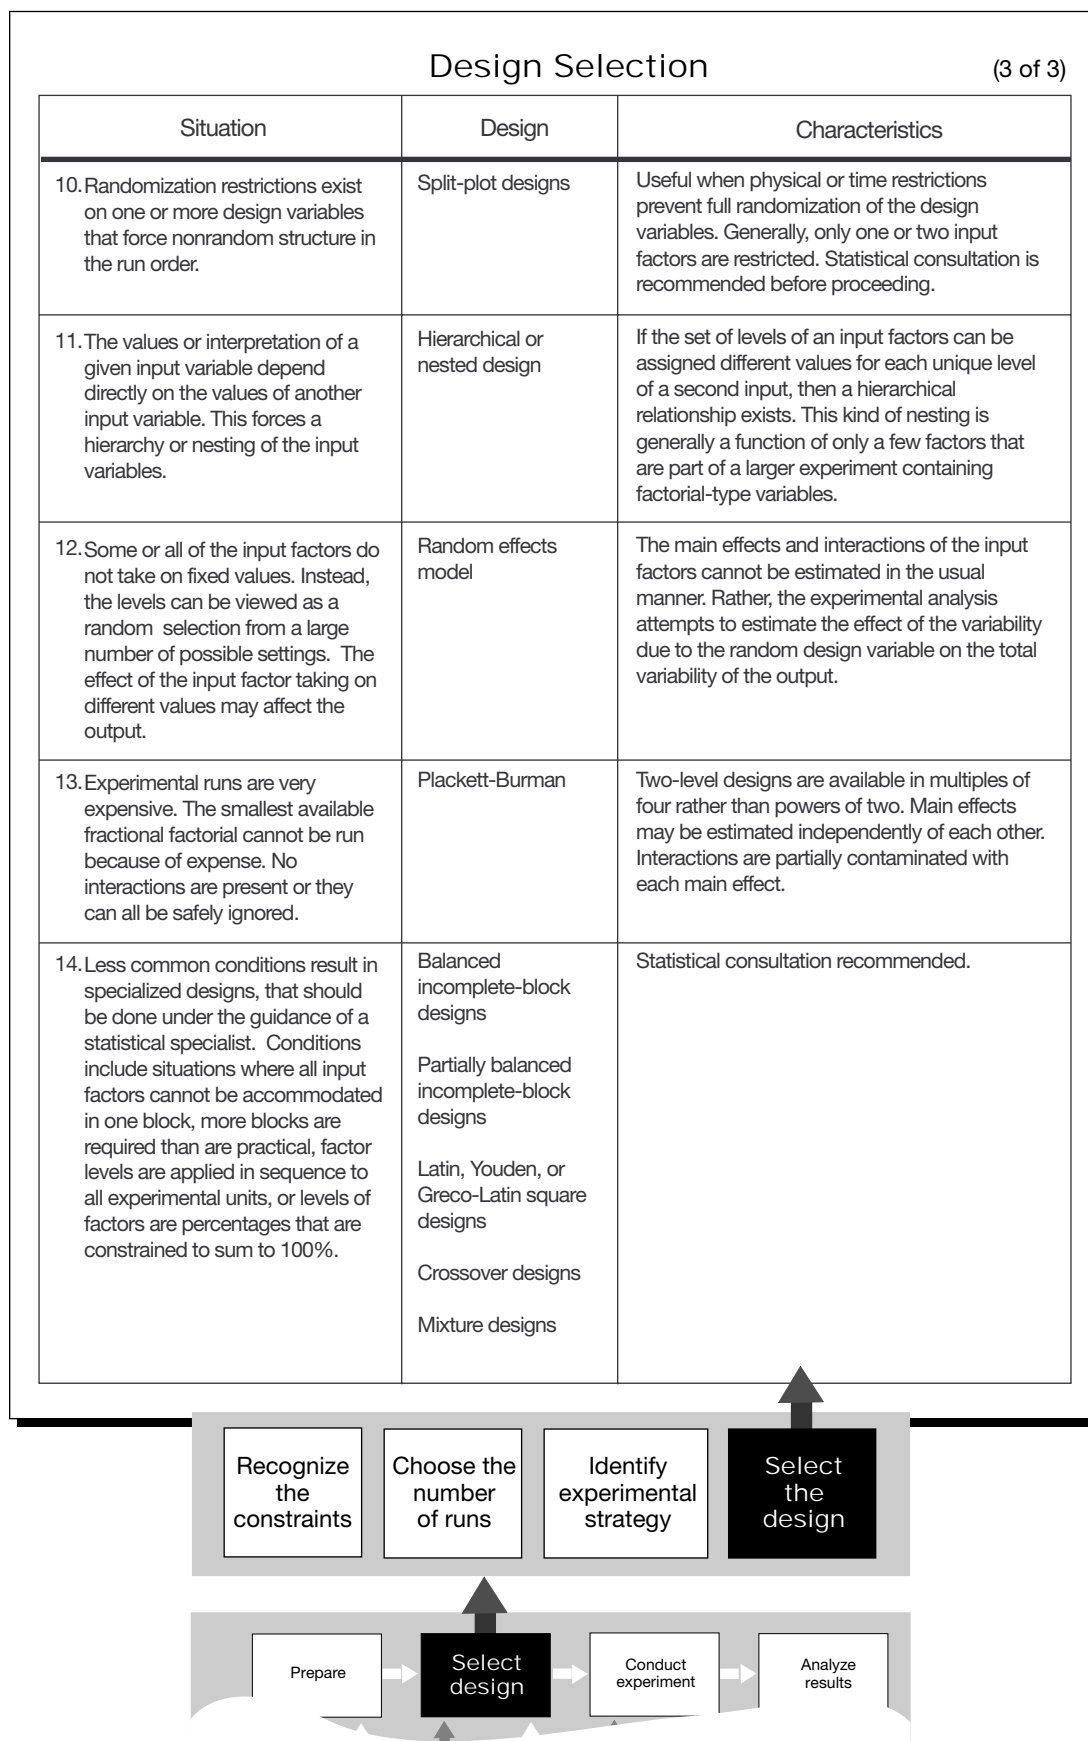 Design Selection
(3 of 3)
Situation
Design
Characteristics
10. Randomization restrictions exist
on one or more design variables
that force nonrandom structure in
the run order.
Split-plot designs
Useful when physical or time restrictions
prevent full randomization of the design
variables. Generally, only one or two input
factors are restricted. Statistical consultation is
recommended before proceeding.
11. The values or interpretation of a
given input variable depend
directly on the values of another
input variable. This forces a
hierarchy or nesting of the input
variables.
Hierarchical or
nested design
If the set of levels of an input factors can be
assigned different values for each unique level
of a second input, then a hierarchical
relationship exists. This kind of nesting is
generally a function of only a few factors that
are part of a larger experiment containing
factorial-type variables.
12. Some or all of the input factors do
not take on fixed values. Instead,
the levels can be viewed as a
random selection from a large
number of possible settings. The
effect of the input factor taking on
different values may affect the
output.
Random effects
model
The main effects and interactions of the input
factors cannot be estimated in the usual
manner. Rather, the experimental analysis
attempts to estimate the effect of the variability
due to the random design variable on the total
variability of the output.
13. Experimental runs are very
expensive. The smallest available
fractional factorial cannot be run
because of expense. No
interactions are present or they
can all be safely ignored.
Plackett-Burman
Two-level designs are available in multiples of
four rather than powers of two. Main effects
may be estimated independently of each other.
Interactions are partially contaminated with
each main effect.
14. Less common conditions result in
specialized designs, that should
be done under the guidance of a
statistical specialist. Conditions
include situations where all input
factors cannot be accommodated
in one block, more blocks are
required than are practical, factor
levels are applied in sequence to
all experimental units, or levels of
factors are percentages that are
constrained to sum to 100%.
Balanced
incomplete-block
designs
Partially balanced
incomplete-block
designs
Latin, Youden, or
Greco-Latin square
designs
Crossover designs
Mixture designs
Statistical consultation recommended.
Recognize
the
constraints
Choose the
number
of runs
Identify
experimental
strategy
Select
the
design
Prepare
Select
design
Conduct
experiment
Analyze
results